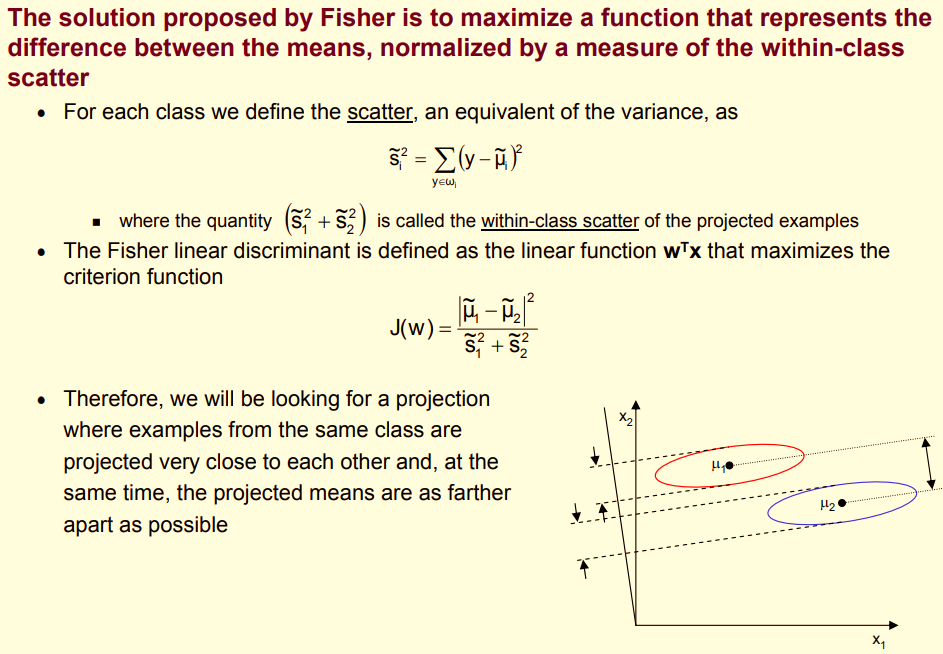 The solution proposed by Fisher is to maximize a function that represents the
difference between the means, normalized by a measure of the within-class
scatter
• For each class we define the scatter, an equivalent of the variance, as
s̃ᵢ² = ∑_{y∈ωᵢ} (y − μ̃ᵢ)²
▪ where the quantity (s̃₁² + s̃₂²) is called the within-class scatter of the projected examples
• The Fisher linear discriminant is defined as the linear function wᵀx that maximizes the
criterion function
J(w) = |μ̃₁ − μ̃₂|² / (s̃₁² + s̃₂²)
• Therefore, we will be looking for a projection
where examples from the same class are
projected very close to each other and, at the
same time, the projected means are as farther
apart as possible
x₂
μ₁
μ₂
x₁